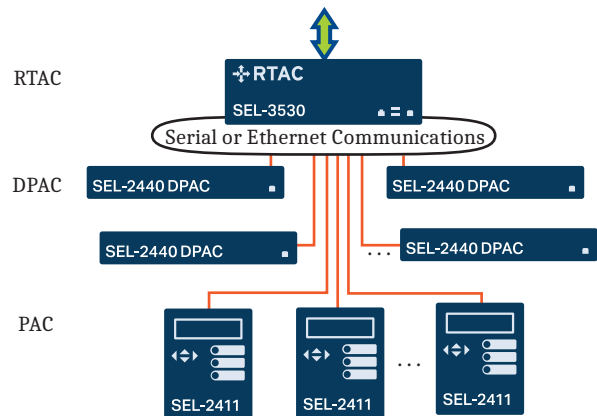 RTAC
RTAC
SEL-3530
Serial or Ethernet Communications
DPAC
SEL-2440 DPAC
SEL-2440 DPAC
SEL-2440 DPAC
...
SEL-2440 DPAC
PAC
...
SEL-2411
SEL-2411
SEL-2411